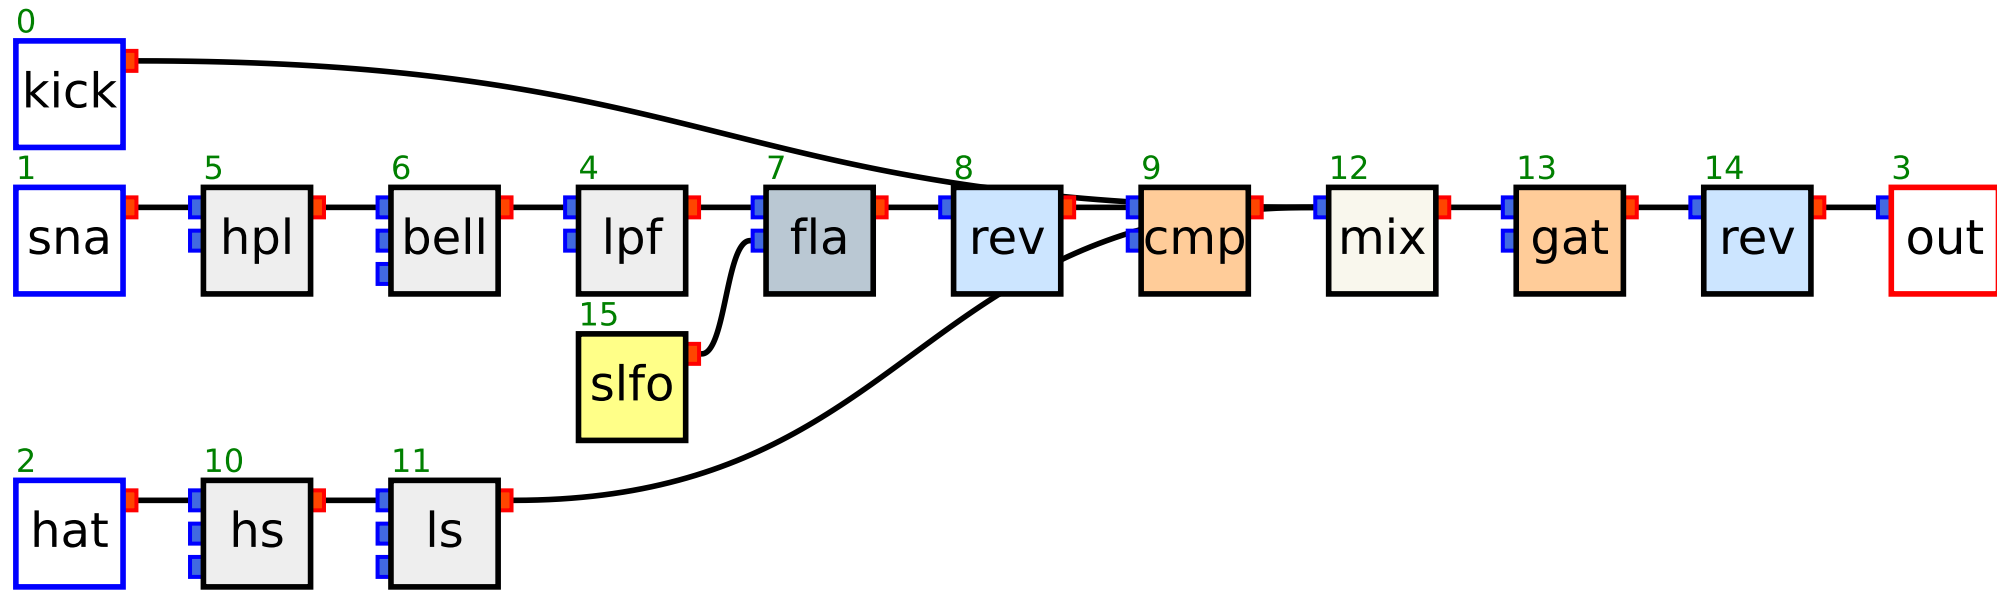 0
kick
1 5 6 4 7 8 9 12 13 14 3
sna hpl bell lpf fla rev cmp mix gat rev out
15
slfo
2 10 11
hat hs ls